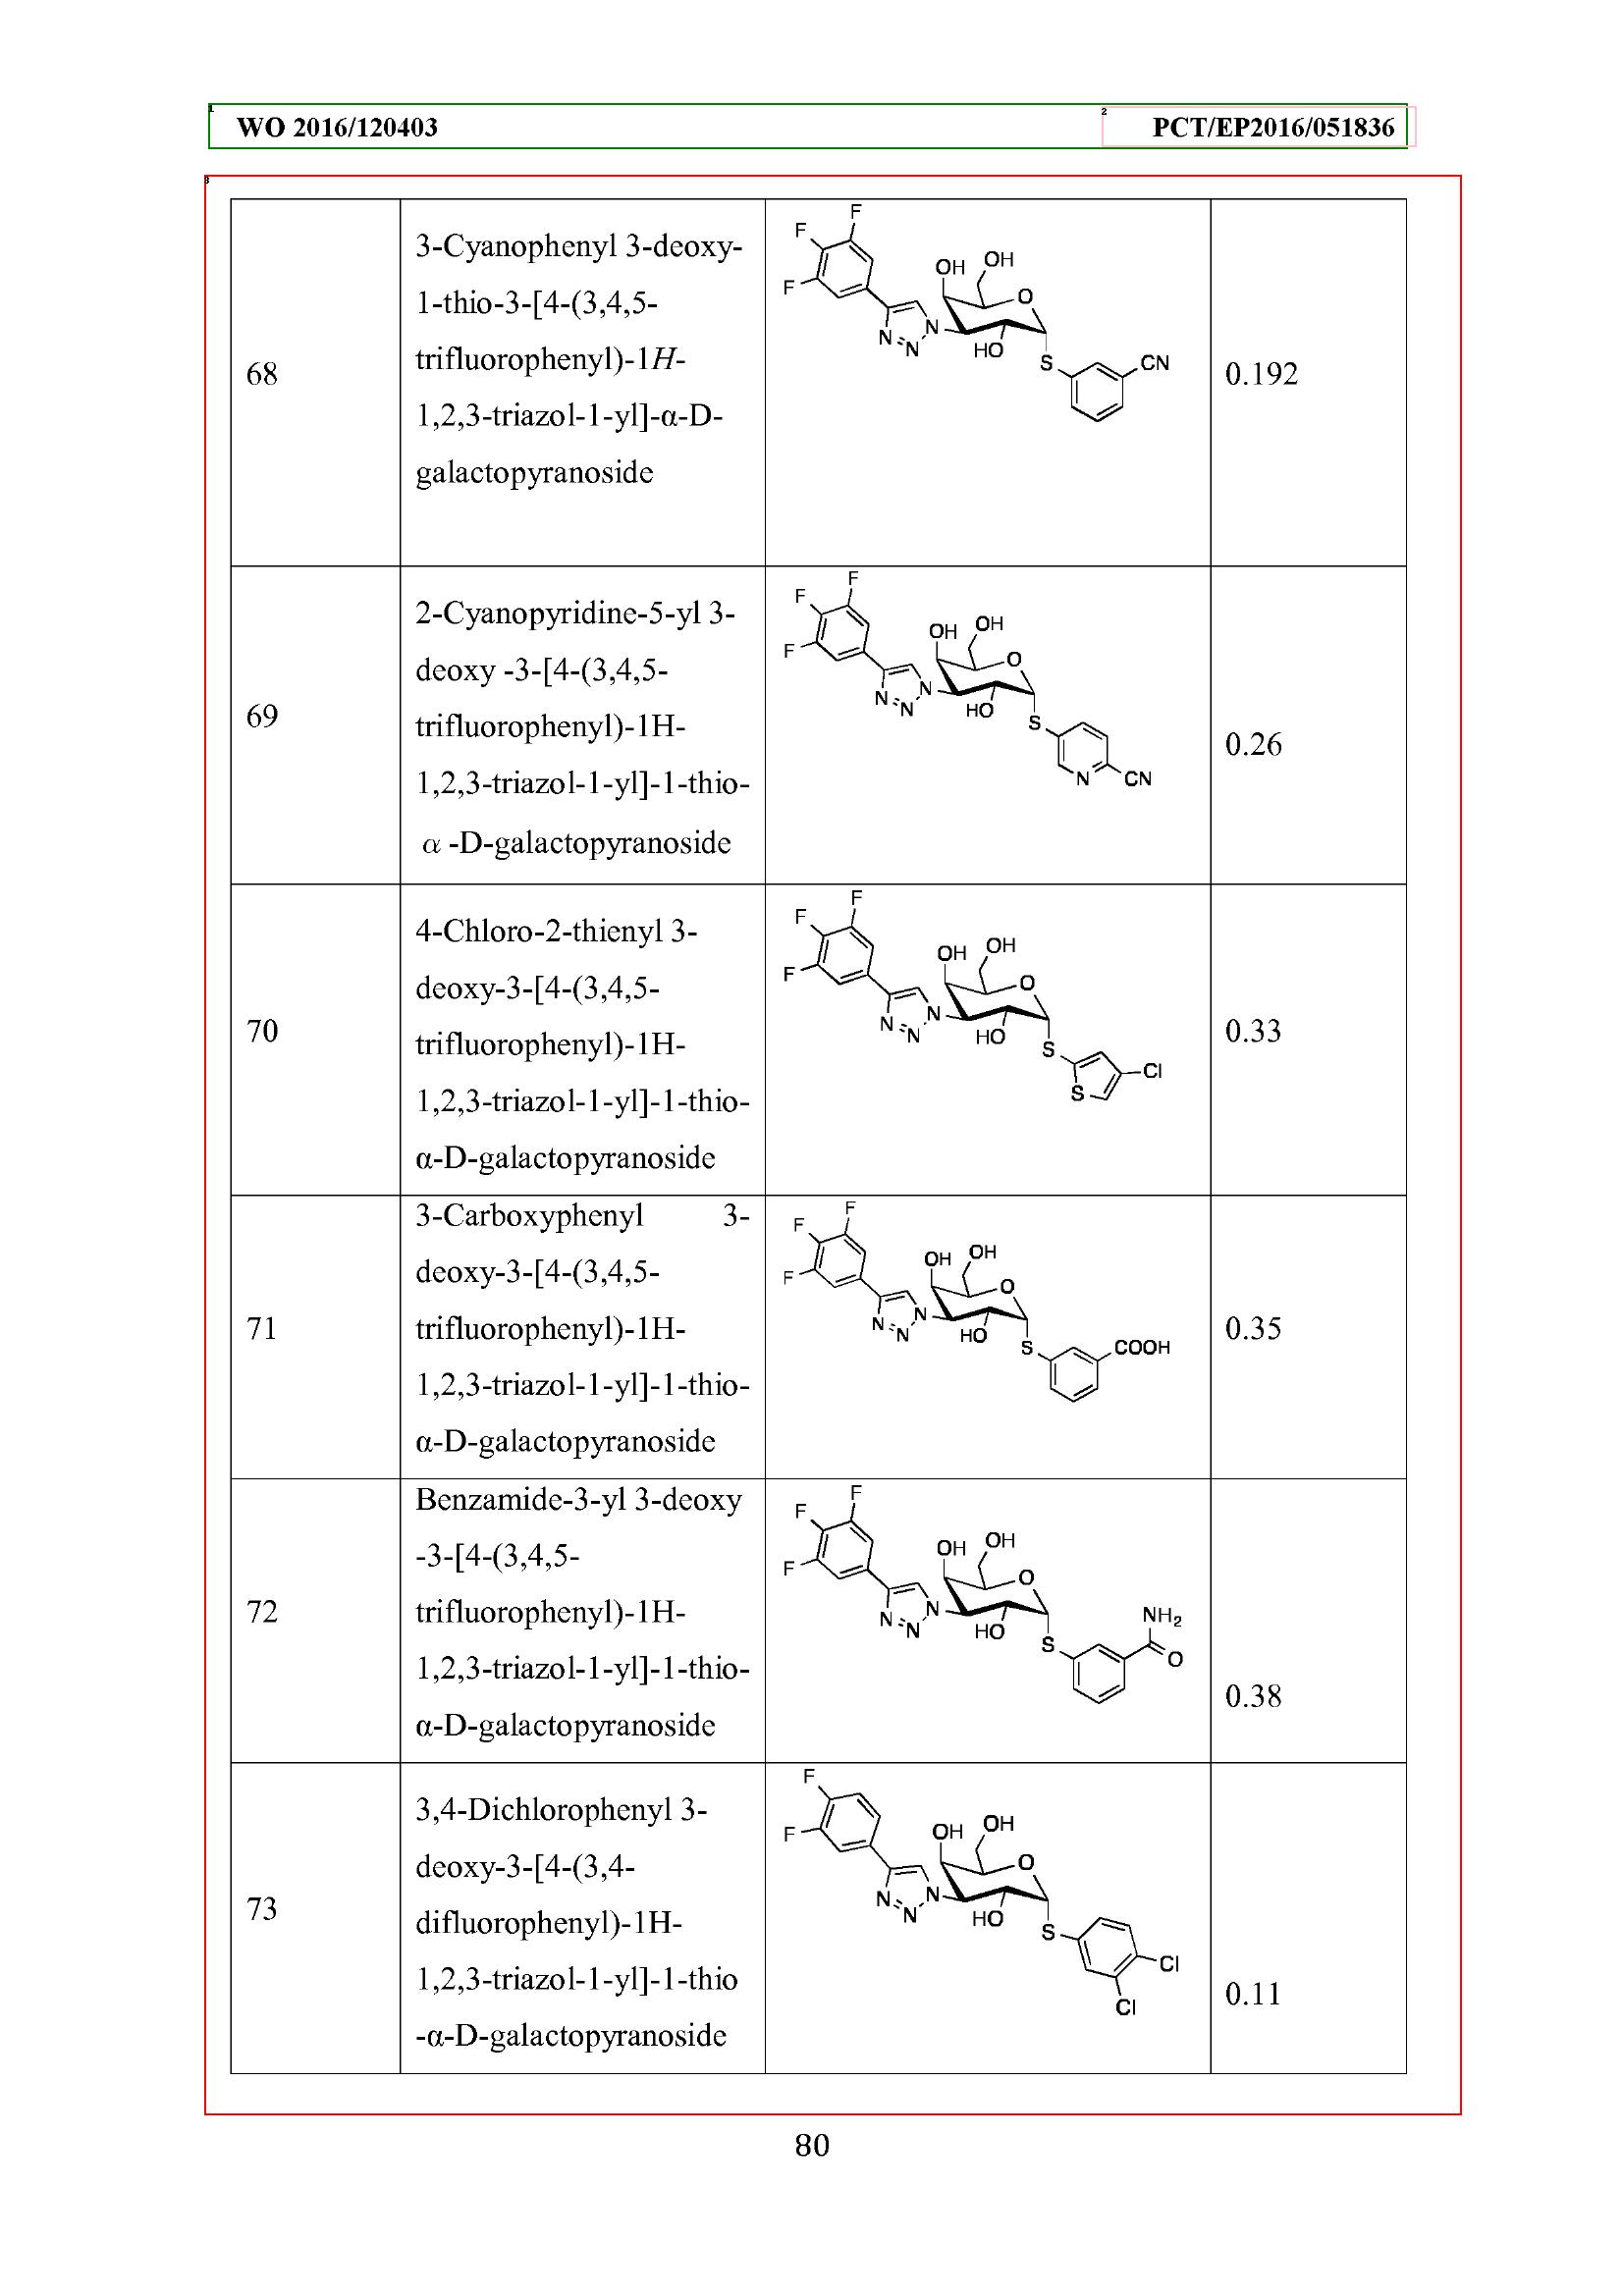 WO 2016/120403 PCT/EP2016/051836
68
3-Cyanophenyl 3-deoxy-
1-thio-3-[4-(3,4,5-
trifluorophenyl)-1H-
1,2,3-triazol-1-yl]-α-D-
galactopyranoside
F
F
F
OH
OH
O
N
N
N
HO
S
CN
0.192
69
2-Cyanopyridine-5-yl 3-
deoxy -3-[4-(3,4,5-
trifluorophenyl)-1H-
1,2,3-triazol-1-yl]-1-thio-
α -D-galactopyranoside
F
F
F
OH
OH
O
N
N
N
HO
S
N
CN
0.26
70
4-Chloro-2-thienyl 3-
deoxy-3-[4-(3,4,5-
trifluorophenyl)-1H-
1,2,3-triazol-1-yl]-1-thio-
α-D-galactopyranoside
F
F
F
OH
OH
O
N
N
N
HO
S
Cl
S
0.33
71
3-Carboxyphenyl 3-
deoxy-3-[4-(3,4,5-
trifluorophenyl)-1H-
1,2,3-triazol-1-yl]-1-thio-
α-D-galactopyranoside
F
F
F
OH
OH
O
N
N
N
HO
S
COOH
0.35
72
Benzamide-3-yl 3-deoxy
-3-[4-(3,4,5-
trifluorophenyl)-1H-
1,2,3-triazol-1-yl]-1-thio-
α-D-galactopyranoside
F
F
F
OH
OH
O
N
N
N
HO
NH2
S
O
0.38
73
3,4-Dichlorophenyl 3-
deoxy-3-[4-(3,4-
difluorophenyl)-1H-
1,2,3-triazol-1-yl]-1-thio
-α-D-galactopyranoside
F
F
OH
OH
O
N
N
N
HO
S
Cl
Cl
0.11
80